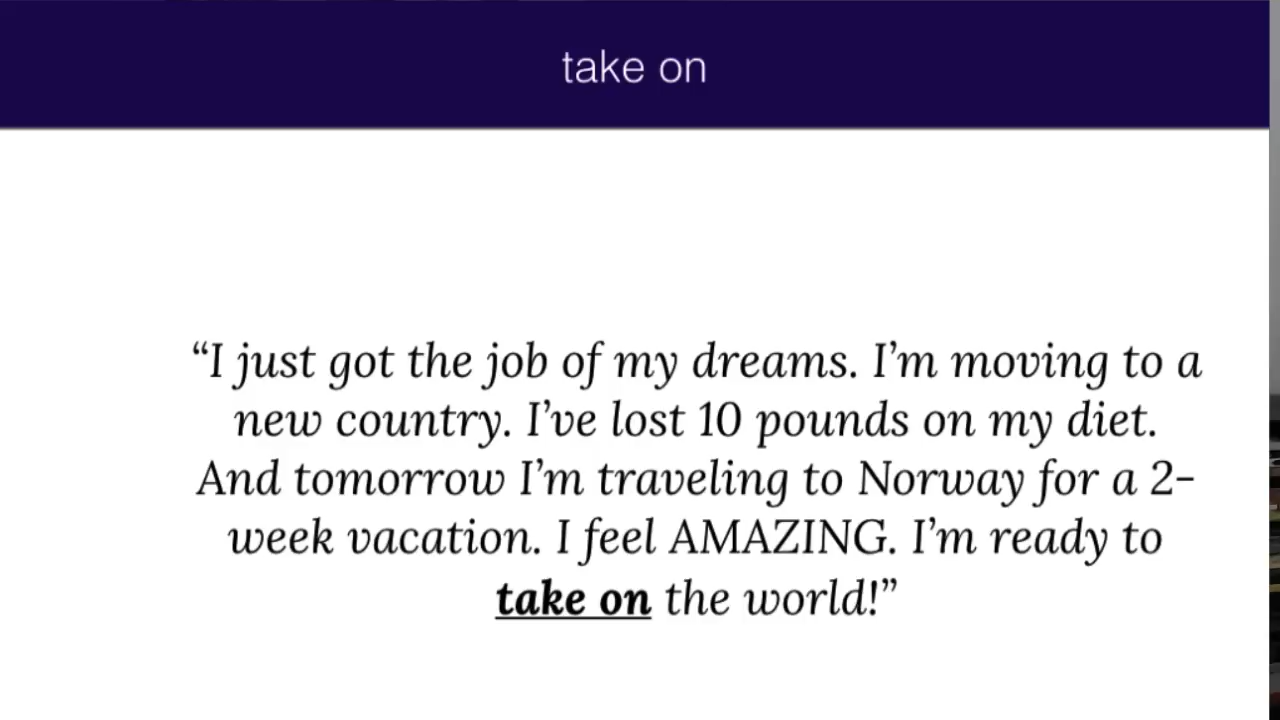 take on
“I just got the job of my dreams. I’m moving to a
new country. I’ve lost 10 pounds on my diet.
And tomorrow I’m traveling to Norway for a 2-
week vacation. I feel AMAZING. I’m ready to
take on the world!”